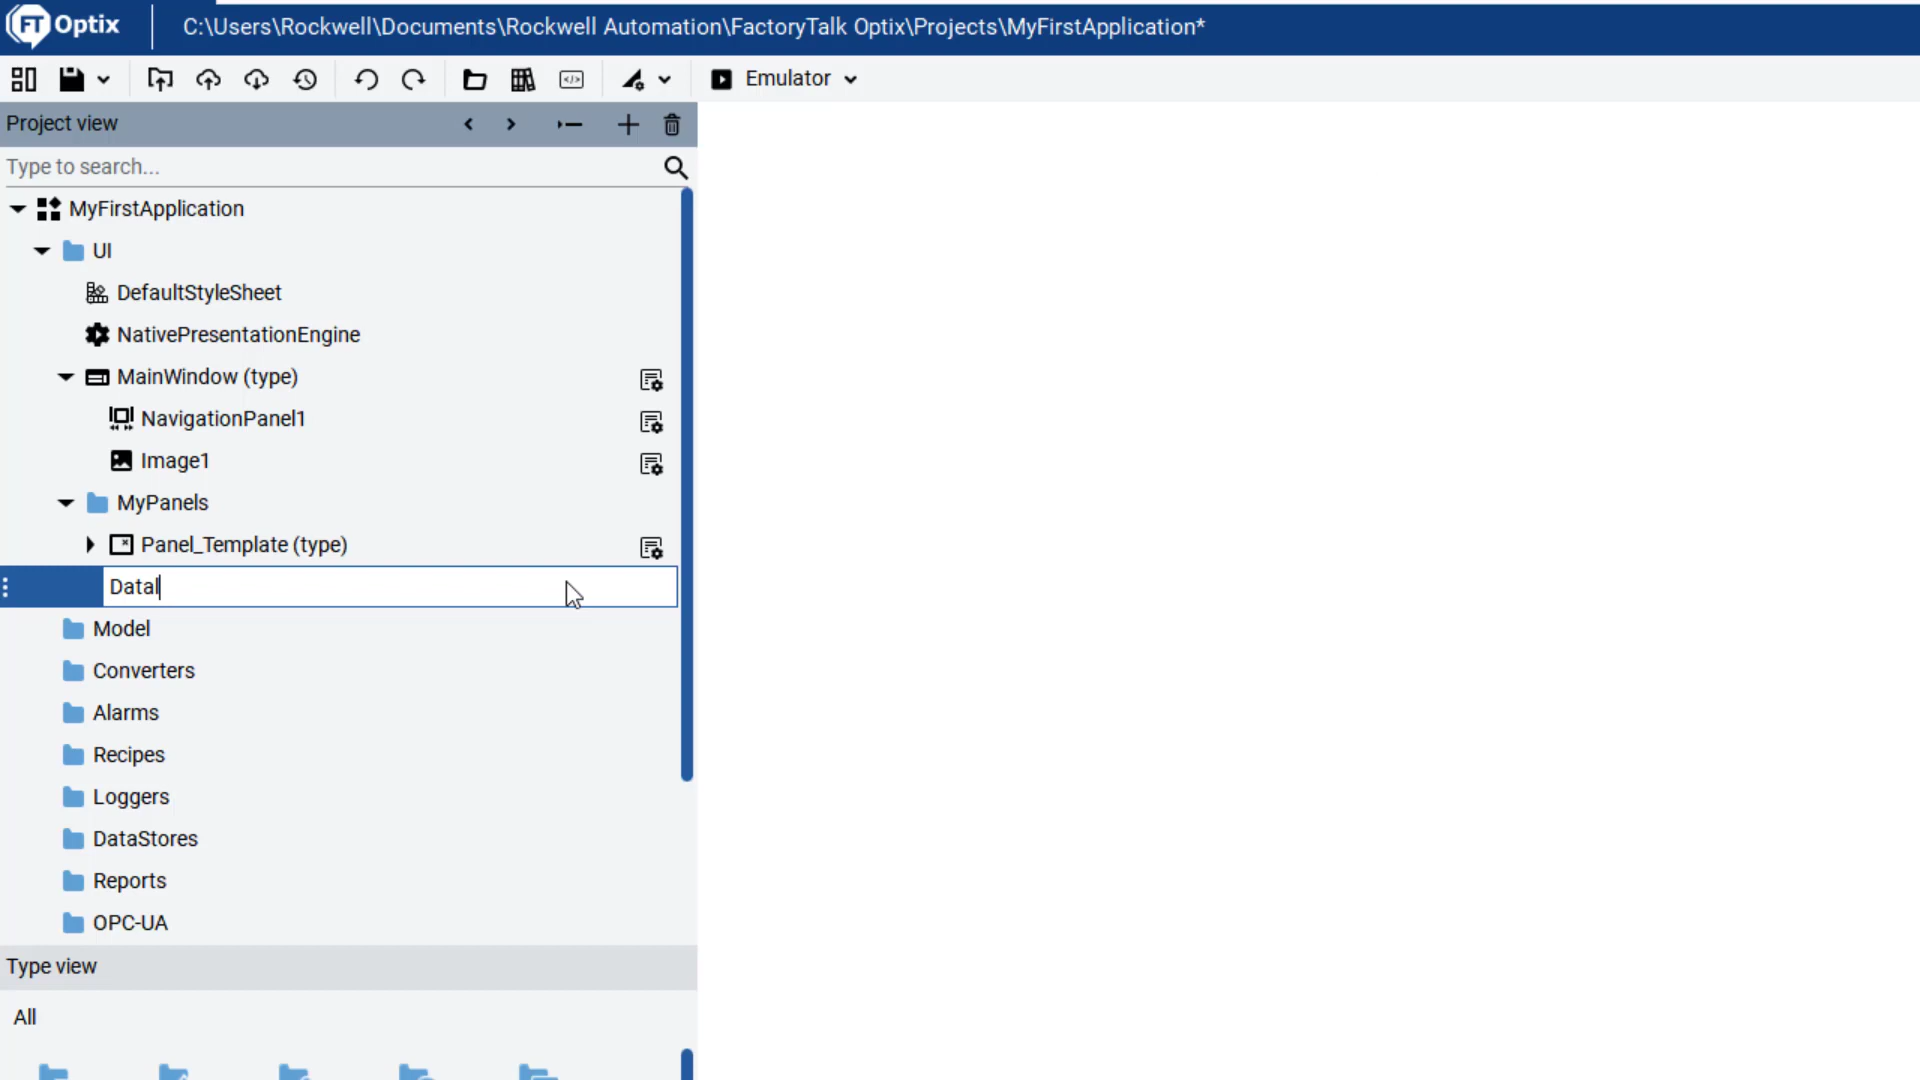 FT Optix
C:\Users\Rockwell\Documents\Rockwell Automation\FactoryTalk Optix\Projects\MyFirstApplication*
Emulator
Project view
Type to search...
MyFirstApplication
UI
DefaultStyleSheet
NativePresentationEngine
MainWindow (type)
NavigationPanel1
Image1
MyPanels
Panel_Template (type)
Datal
Model
Converters
Alarms
Recipes
Loggers
DataStores
Reports
OPC-UA
Type view
All